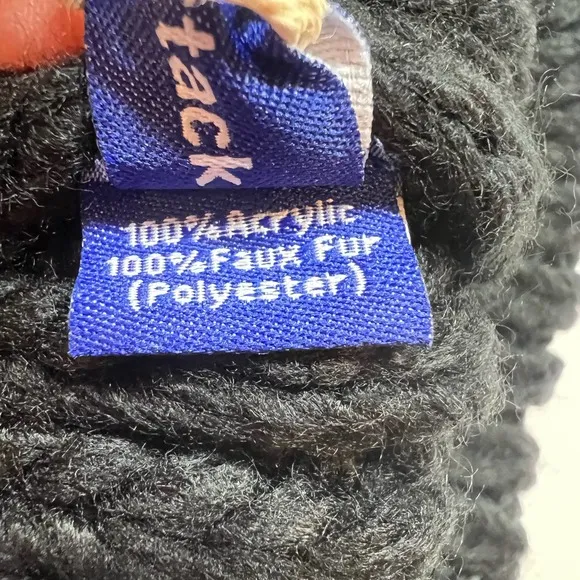 tack
100% Acrylic
100% Faux Fur
(Polyester)